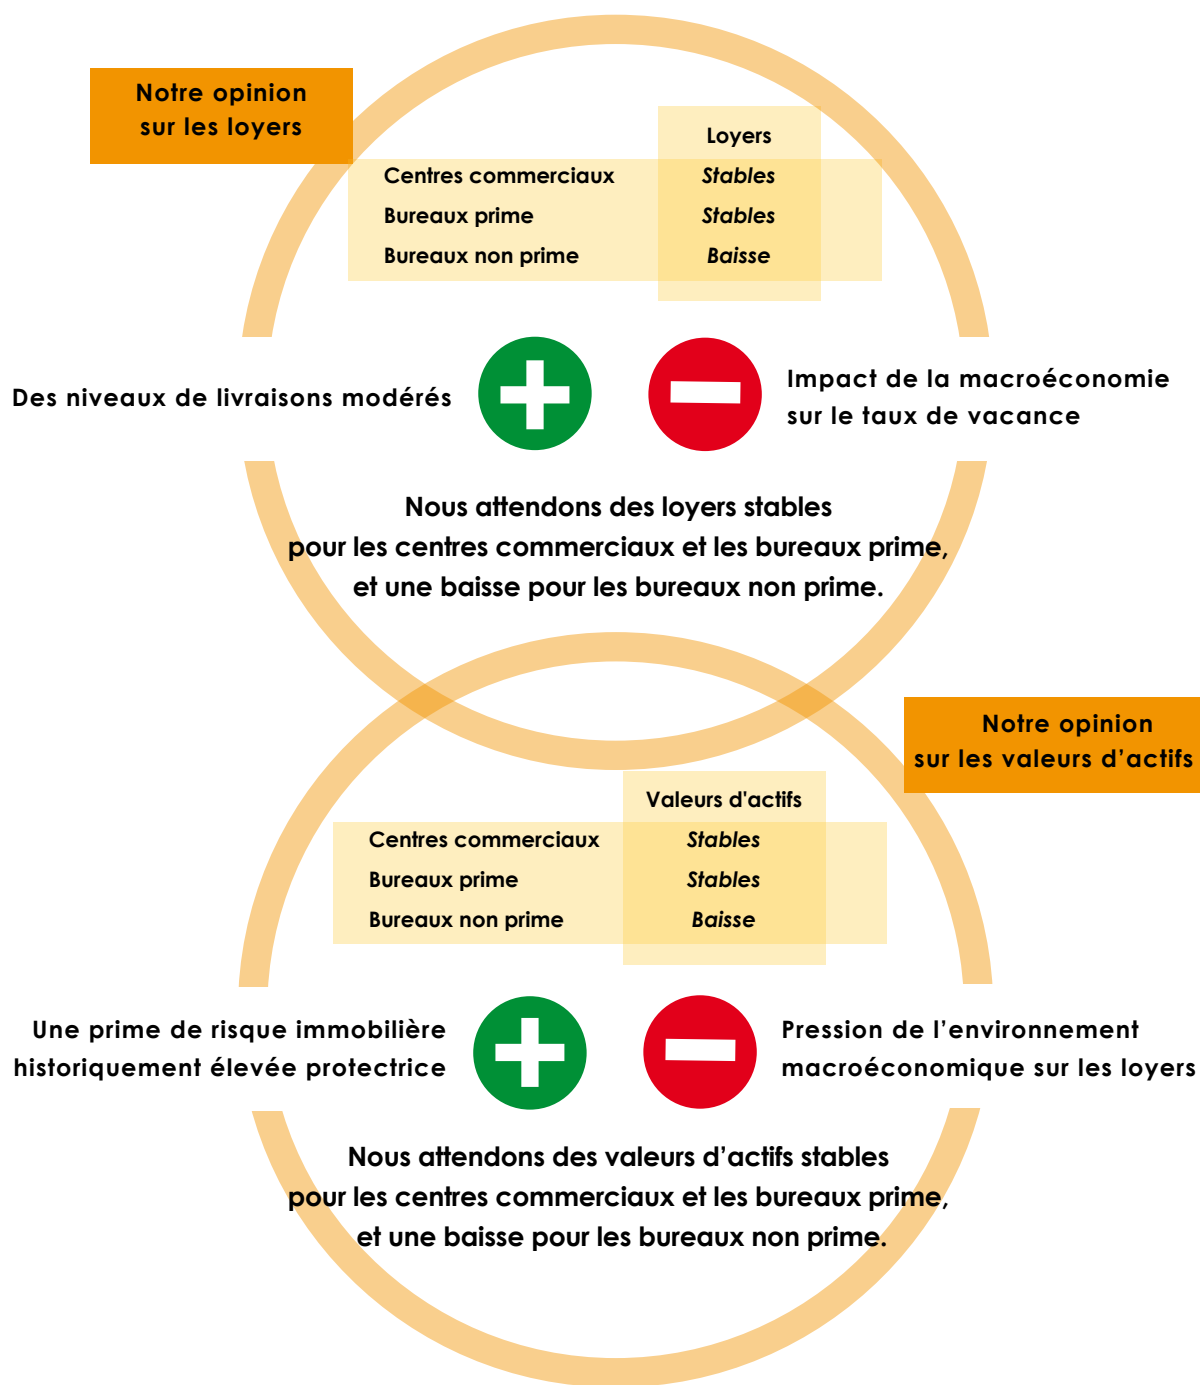 Notre opinion
sur les loyers
Loyers
Centres commerciaux Stables
Bureaux prime Stables
Bureaux non prime Baisse
Des niveaux de livraisons modérés
Impact de la macroéconomie
sur le taux de vacance
Nous attendons des loyers stables
pour les centres commerciaux et les bureaux prime,
et une baisse pour les bureaux non prime.
Notre opinion
sur les valeurs d’actifs
Valeurs d'actifs
Centres commerciaux Stables
Bureaux prime Stables
Bureaux non prime Baisse
Une prime de risque immobilière
historiquement élevée protectrice
Pression de l’environnement
macroéconomique sur les loyers
Nous attendons des valeurs d’actifs stables
pour les centres commerciaux et les bureaux prime,
et une baisse pour les bureaux non prime.